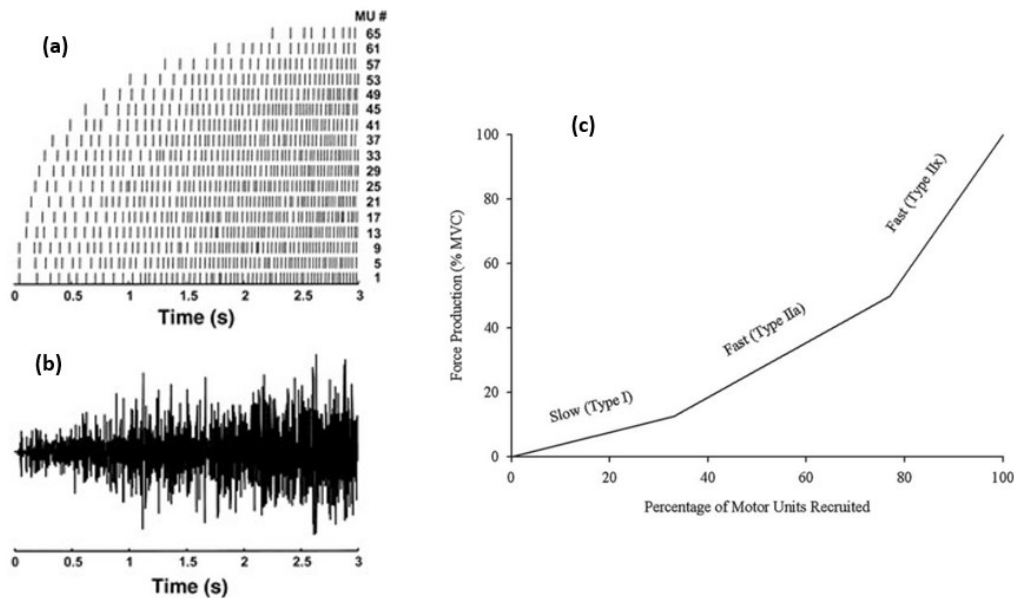 (a)
MU #
65
61
57
53
49
45
41
37
33
29
25
21
17
13
9
5
1
0 0.5 1 1.5 2 2.5 3
Time (s)
(b)
0 0.5 1 1.5 2 2.5 3
Time (s)
(c)
Force Production (% MVC)
100
80
60
40
20
0
Slow (Type I)
Fast (Type IIa)
Fast (Type IIx)
0 20 40 60 80 100
Percentage of Motor Units Recruited